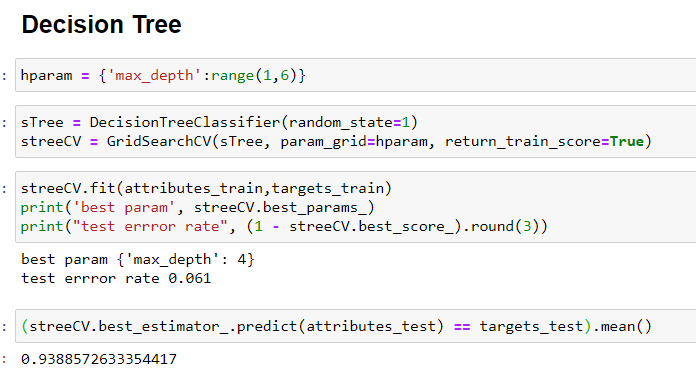 Decision Tree
: hparam = {'max_depth':range(1,6)}
: sTree = DecisionTreeClassifier(random_state=1)
streeCV = GridSearchCV(sTree, param_grid=hparam, return_train_score=True)
: streeCV.fit(attributes_train,targets_train)
print('best param', streeCV.best_params_)
print("test errror rate", (1 - streeCV.best_score_).round(3))
best param {'max_depth': 4}
test errror rate 0.061
: (streeCV.best_estimator_.predict(attributes_test) == targets_test).mean()
: 0.9388572633354417